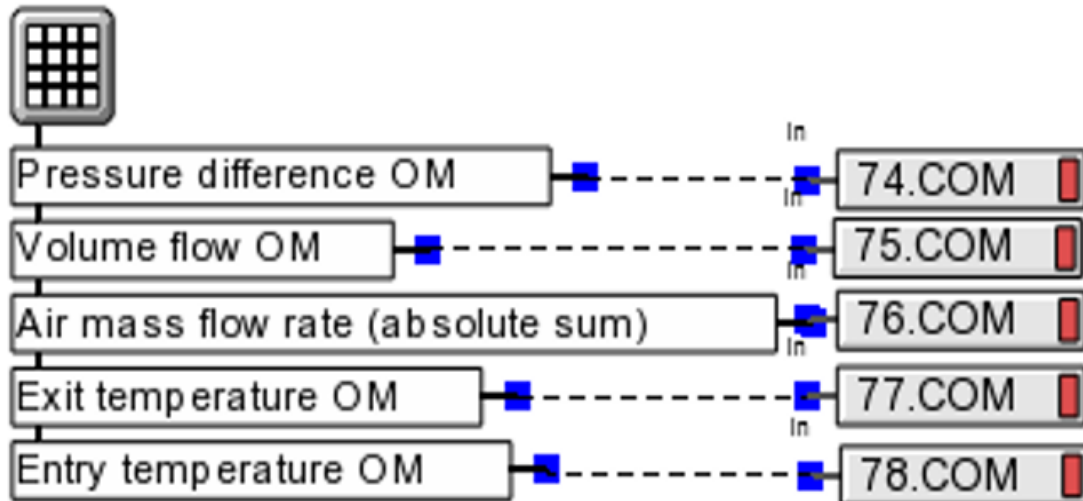 In
Pressure difference OM 74.COM
In
Volume flow OM 75.COM
In
Air mass flow rate (absolute sum) 76.COM
In
Exit temperature OM 77.COM
In
Entry temperature OM 78.COM